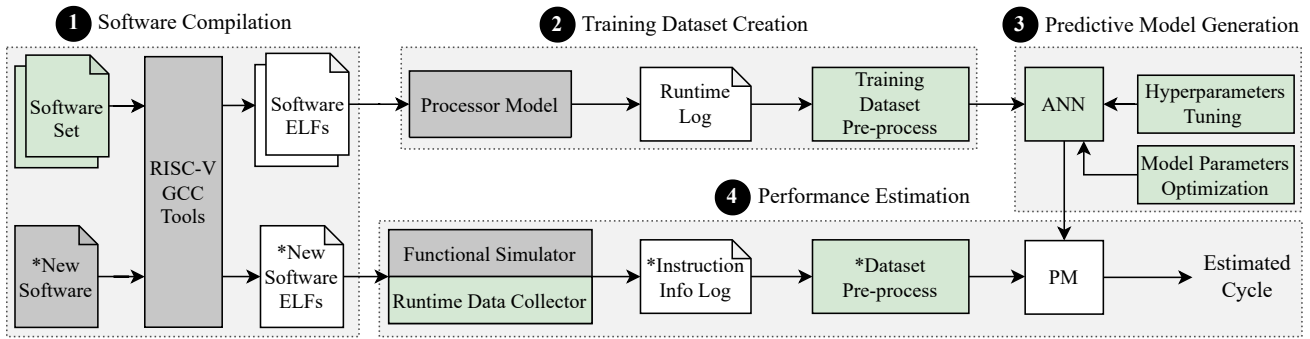 1 Software Compilation
Software
Set
RISC-V
GCC
Tools
Software
ELFs
*New
Software
*New
Software
ELFs
2 Training Dataset Creation
Processor Model
Runtime
Log
Training
Dataset
Pre-process
3 Predictive Model Generation
ANN
Hyperparameters
Tuning
Model Parameters
Optimization
4 Performance Estimation
Functional Simulator
Runtime Data Collector
*Instruction
Info Log
*Dataset
Pre-process
PM
Estimated
Cycle